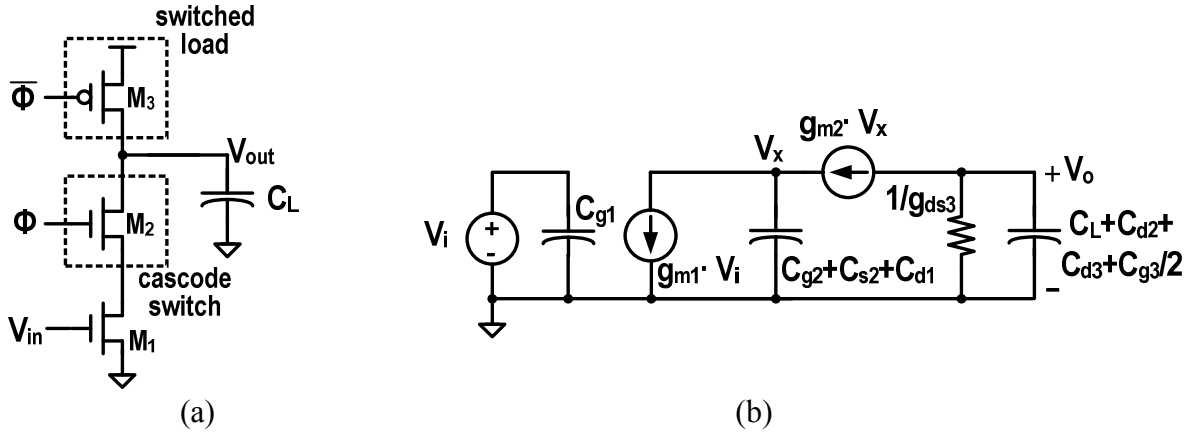 switched
load
Φ̅
M3
Vout
CL
Φ
M2
cascode
switch
Vin
M1
(a)
Vi
+
-
Cg1
gm1· Vi
Vx
Cg2+Cs2+Cd1
gm2· Vx
1/gds3
+Vo
CL+Cd2+
Cd3+Cg3/2
-
(b)